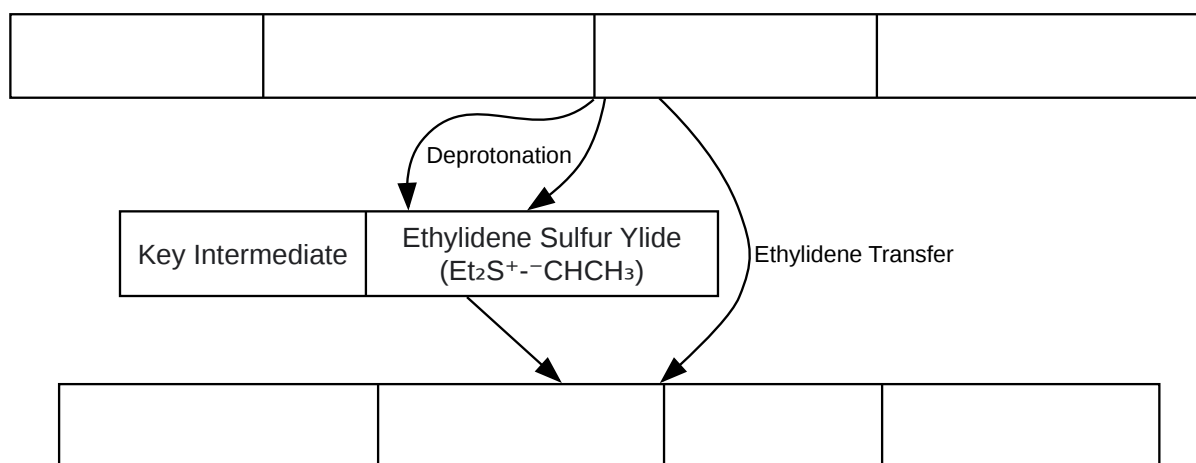 Deprotonation
Key Intermediate
Ethylidene Sulfur Ylide
(Et₂S⁺-⁻CHCH₃)
Ethylidene Transfer